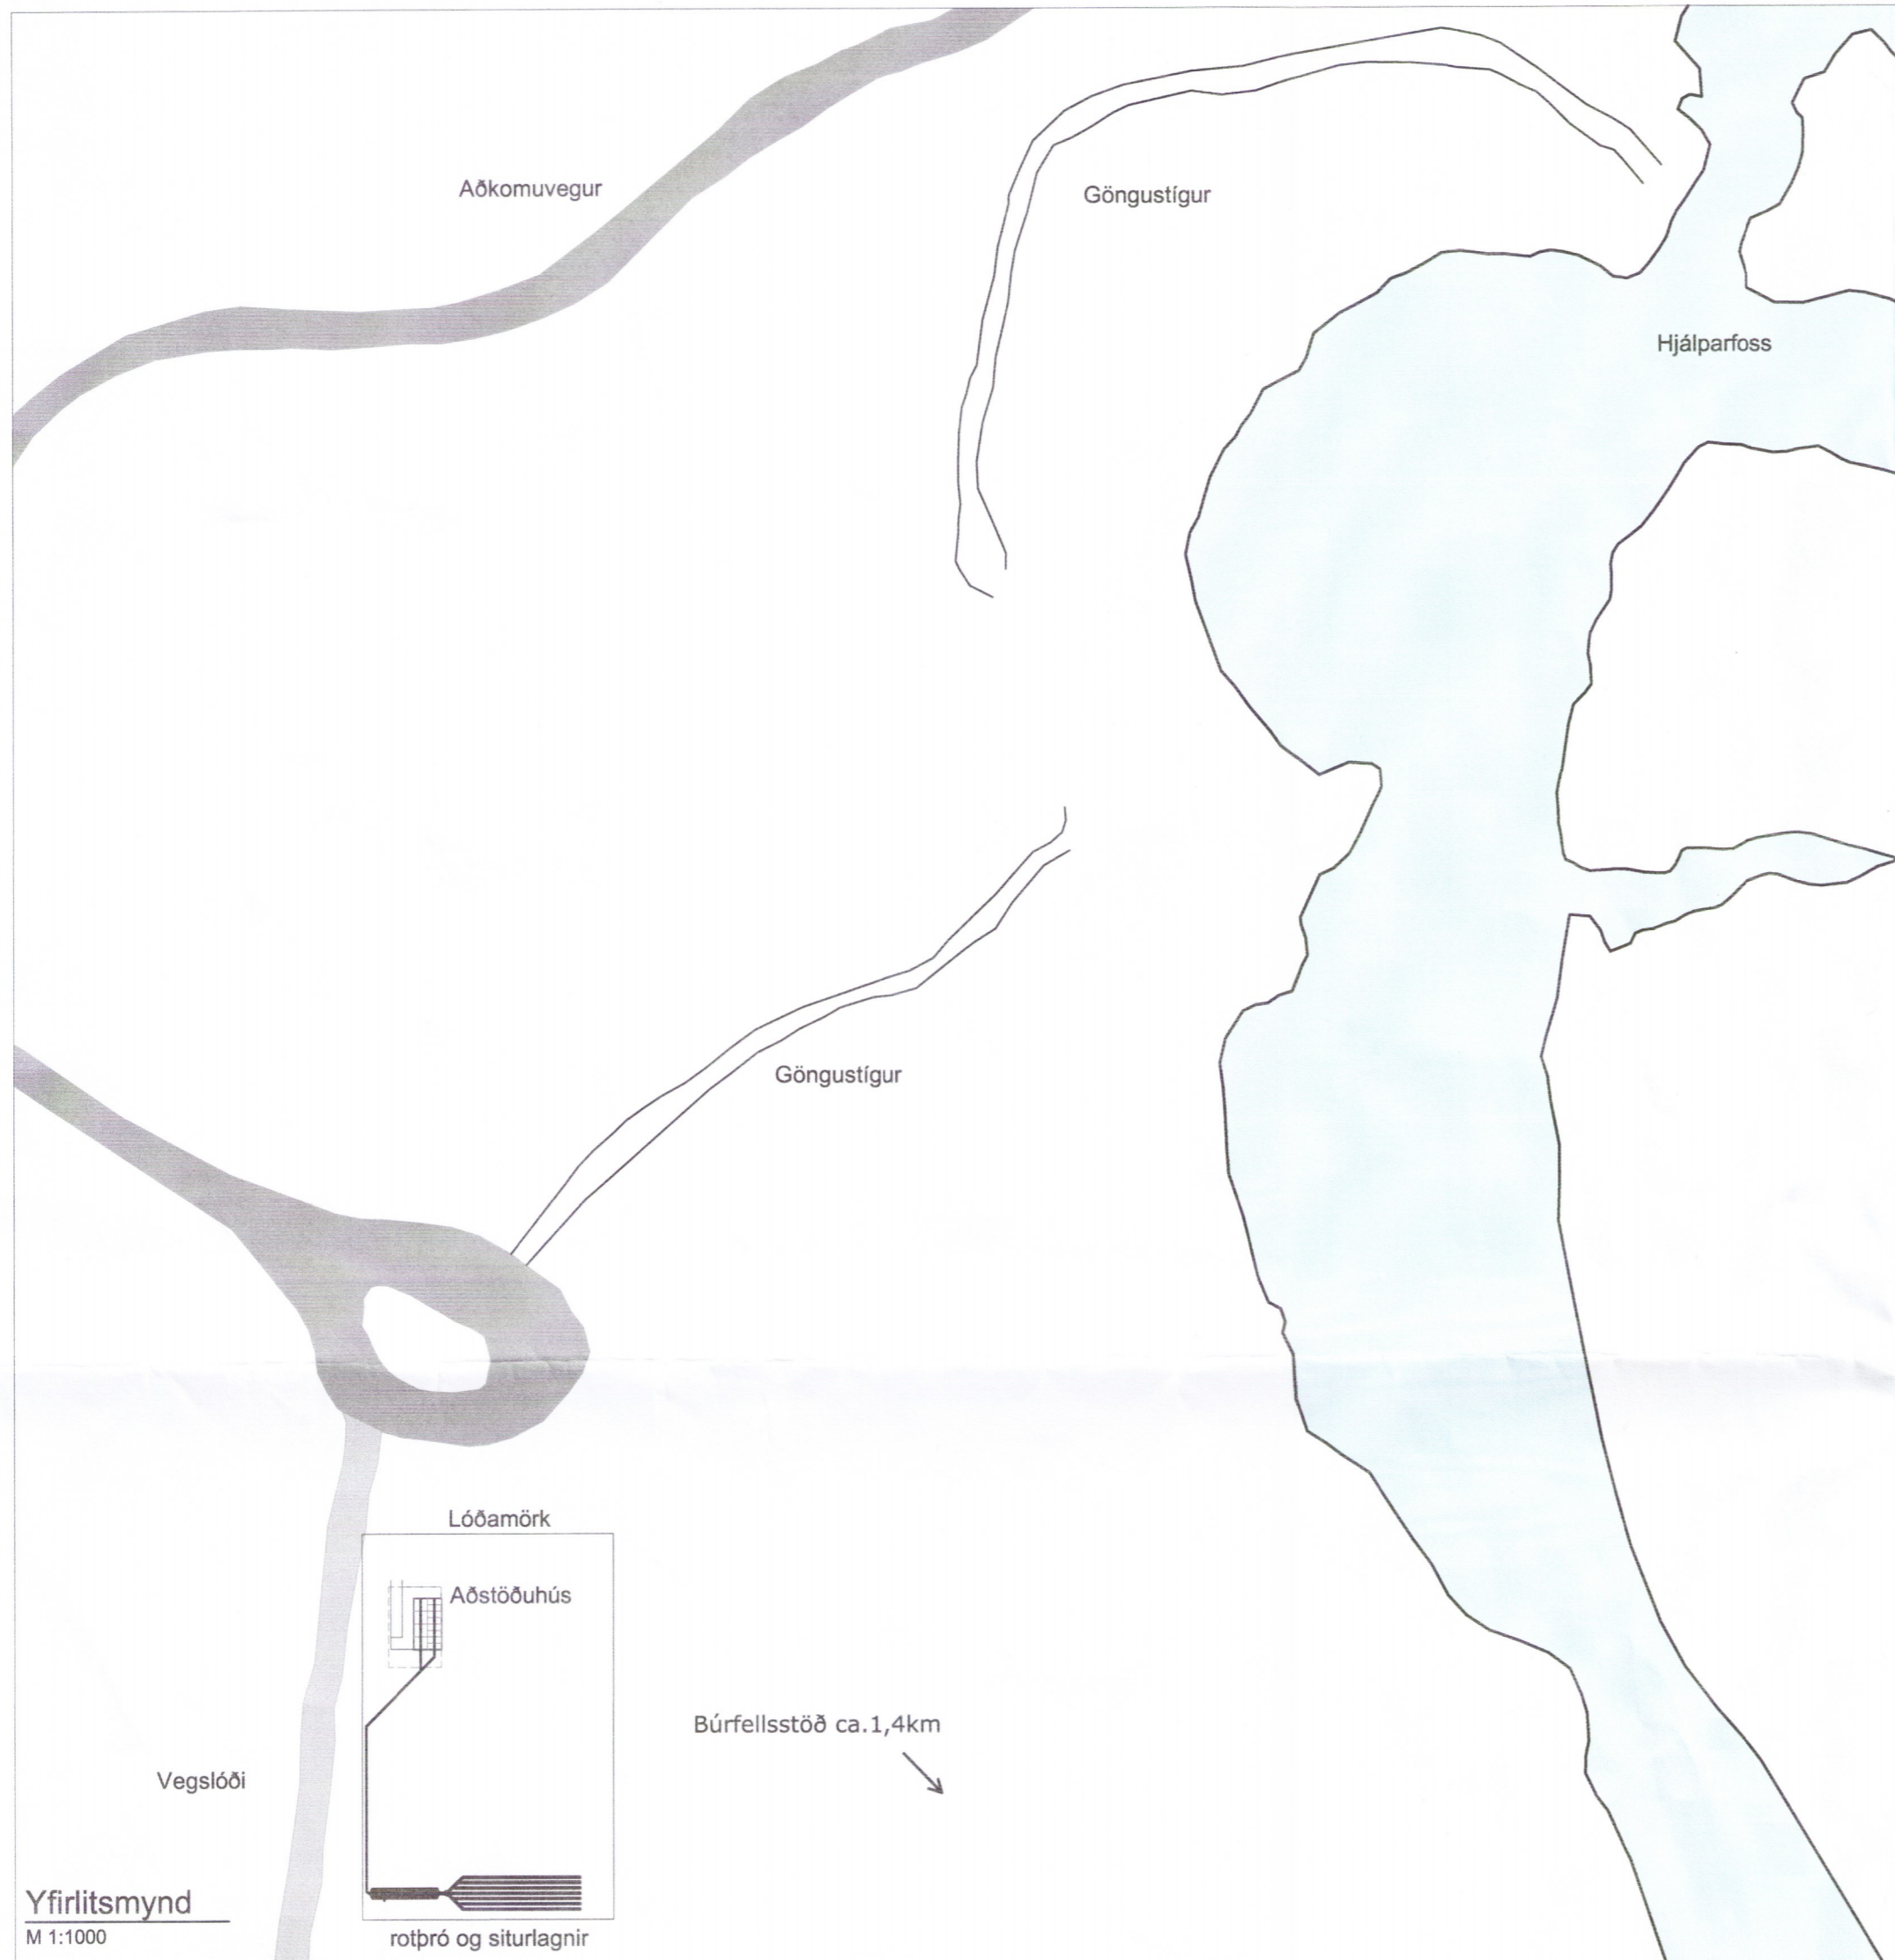 Aðkomuvegur
Göngustígur
Hjálparfoss
Göngustígur
Lóðamörk
Aðstöðuhús
Búrfellsstöð ca.1,4km
Vegslóði
Yfirlitsmynd
M 1:1000
rotþró og siturlagnir